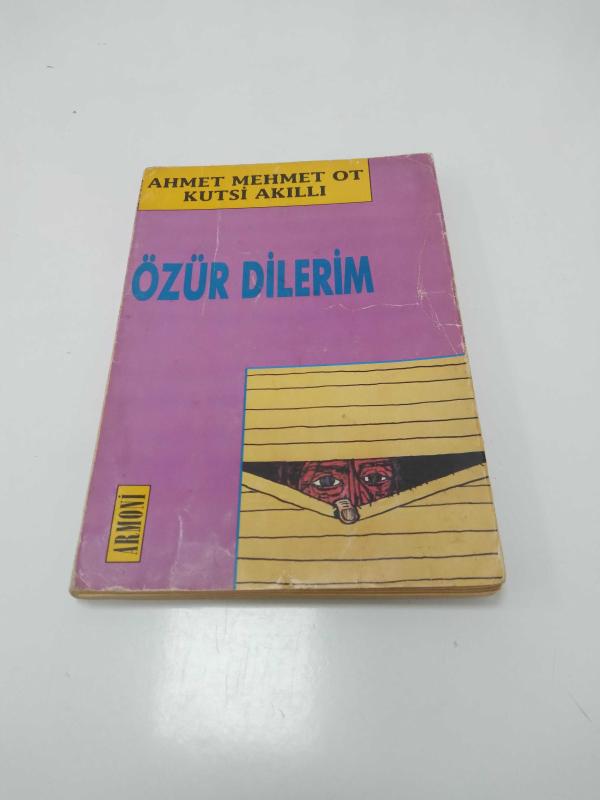 AHMET MEHMET OT
KUTSİ AKILLI
ÖZÜR DİLERİM
ARMONİ